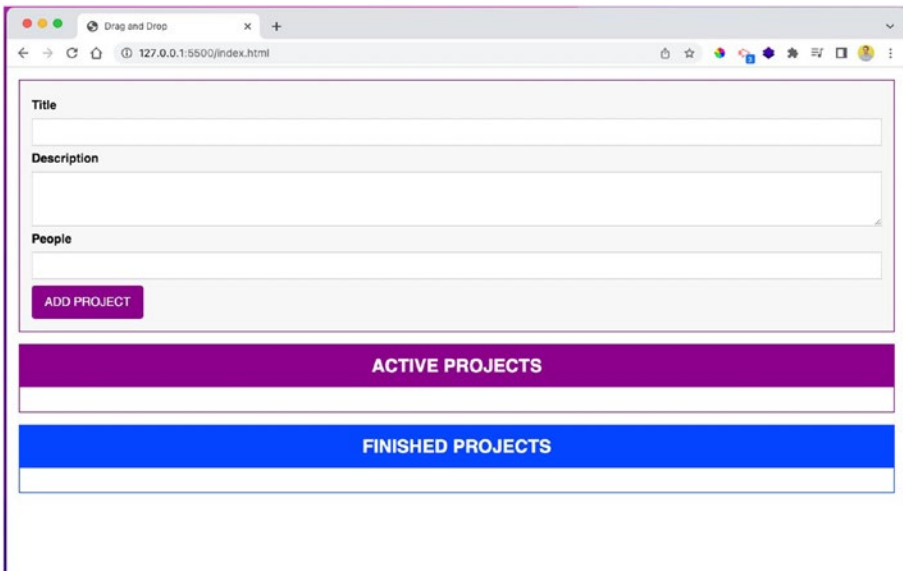 Drag and Drop
127.0.0.1:5500/index.html
3
Title
Description
People
ADD PROJECT
ACTIVE PROJECTS
FINISHED PROJECTS